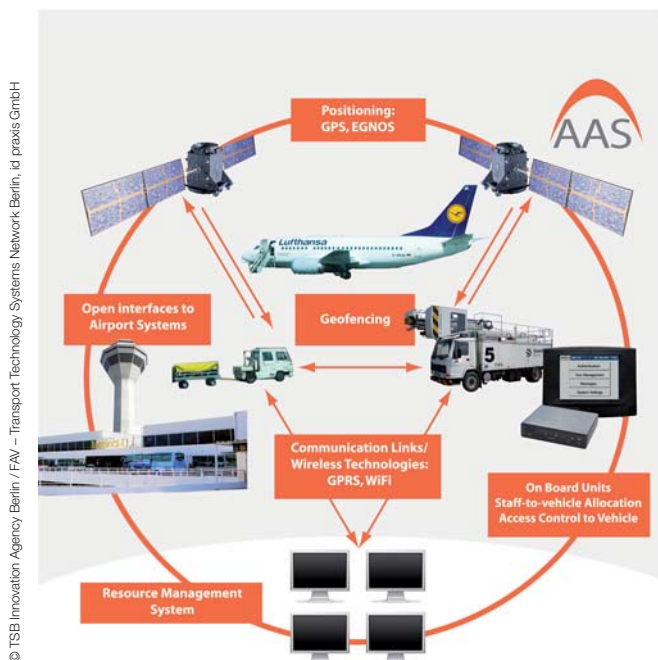 © TSB Innovation Agency Berlin / FAV – Transport Technology Systems Network Berlin, id praxis GmbH
Positioning:
GPS, EGNOS
AAS
Lufthansa
Open interfaces to
Airport Systems
Geofencing
5
Communication Links/
Wireless Technologies:
GPRS, WiFi
On Board Units
Staff-to-vehicle Allocation
Access Control to Vehicle
Resource Management
System